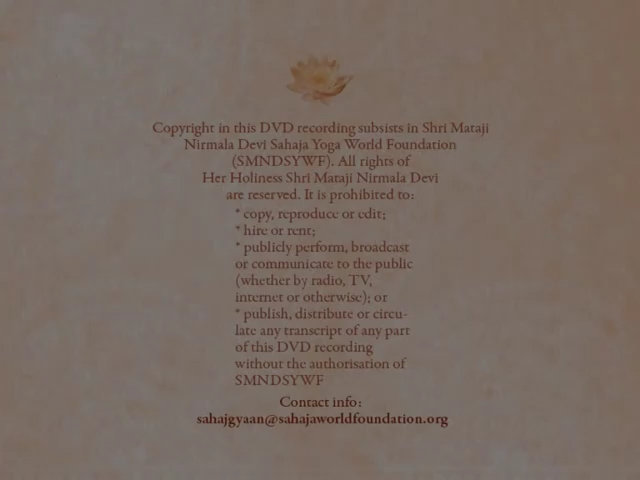 Copyright in this DVD recording subsists in Shri Mataji
Nirmala Devi Sahaja Yoga World Foundation
(SMNDSYWF). All rights of
Her Holiness Shri Mataji Nirmala Devi
are reserved. It is prohibited to:
* copy, reproduce or edit;
* hire or rent;
* publicly perform, broadcast
or communicate to the public
(whether by radio, TV,
internet or otherwise); or
* publish, distribute or circu-
late any transcript of any part
of this DVD recording
without the authorisation of
SMNDSYWF
Contact info:
sahajgyaan@sahajaworldfoundation.org